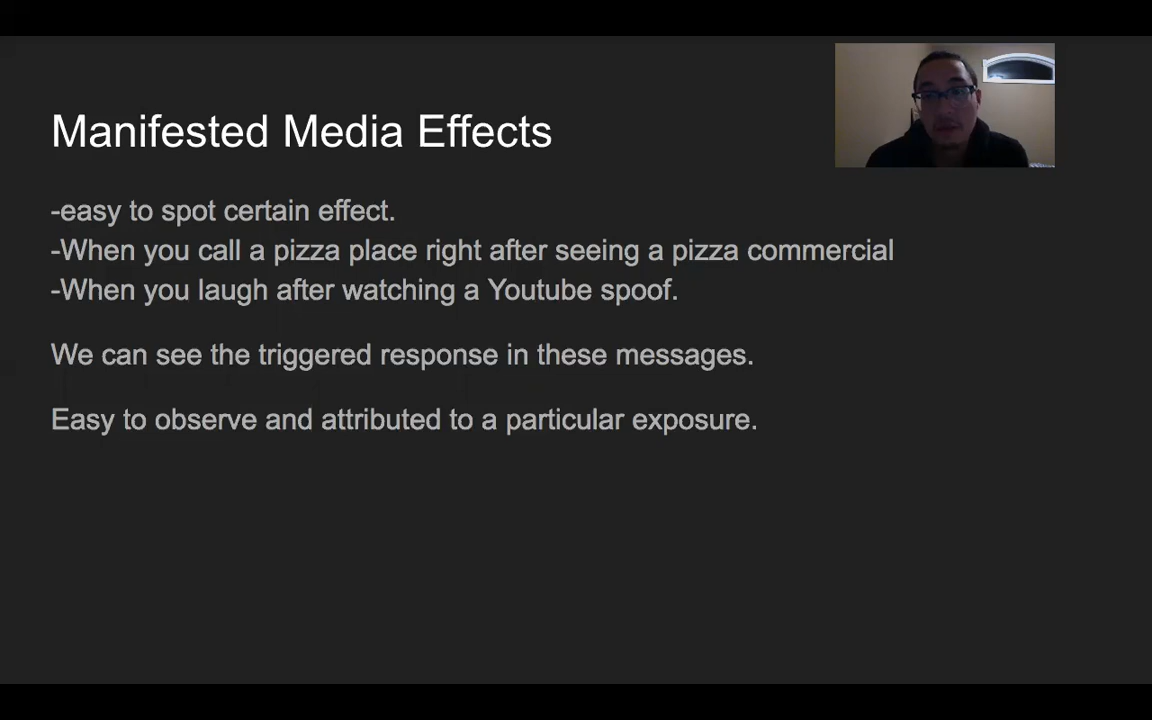 Manifested Media Effects
-easy to spot certain effect.
-When you call a pizza place right after seeing a pizza commercial
-When you laugh after watching a Youtube spoof.
We can see the triggered response in these messages.
Easy to observe and attributed to a particular exposure.